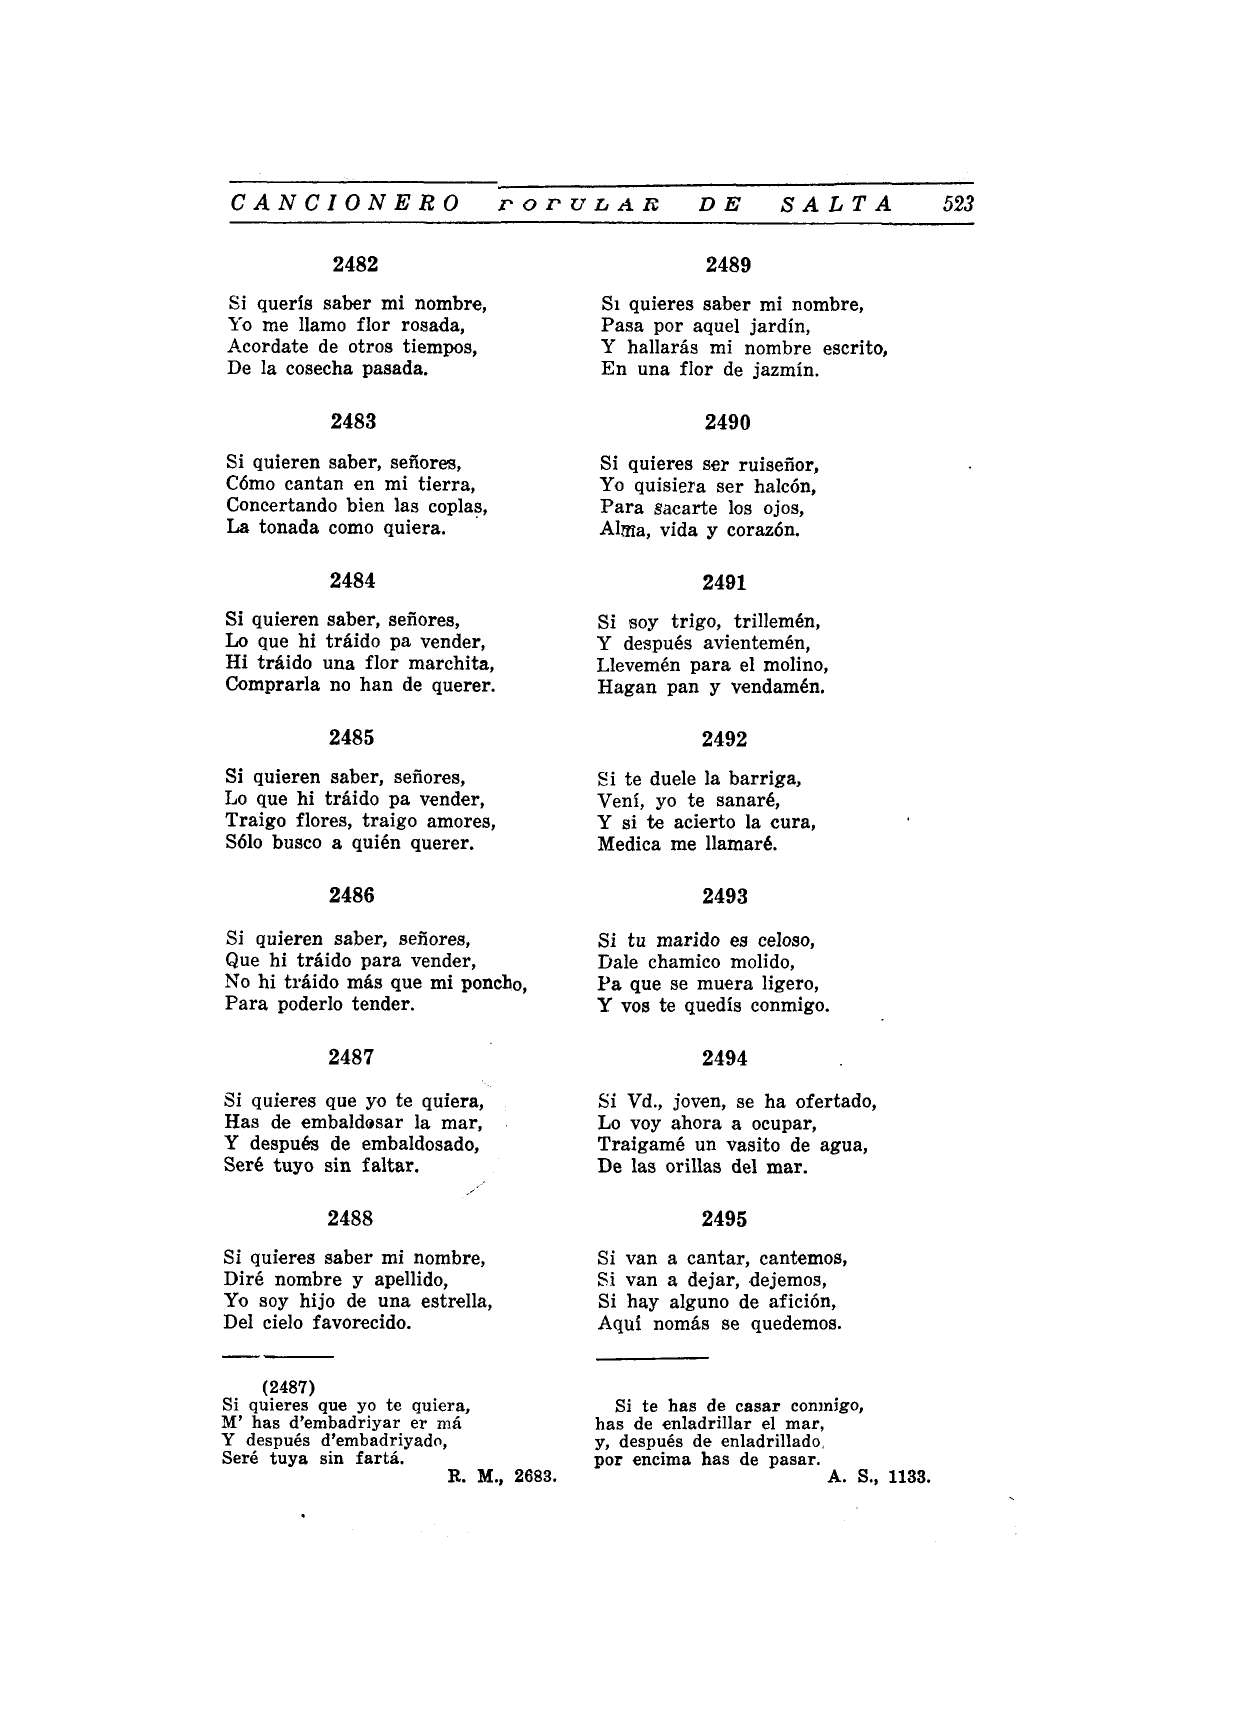 CANCIONERO POPULAR DE SALTA 523
2482
Si querís saber mi nombre,
Yo me llamo flor rosada,
Acordate de otros tiempos,
De la cosecha pasada.
2483
Si quieren saber, señores,
Cómo cantan en mi tierra,
Concertando bien las coplas,
La tonada como quiera.
2484
Si quieren saber, señores,
Lo que hi tráido pa vender,
Hi tráido una flor marchita,
Comprarla no han de querer.
2485
Si quieren saber, señores,
Lo que hi tráido pa vender,
Traigo flores, traigo amores,
Sólo busco a quién querer.
2486
Si quieren saber, señores,
Que hi tráido para vender,
No hi tráido más que mi poncho,
Para poderlo tender.
2487
Si quieres que yo te quiera,
Has de embaldosar la mar,
Y después de embaldosado,
Seré tuyo sin faltar.
2488
Si quieres saber mi nombre,
Diré nombre y apellido,
Yo soy hijo de una estrella,
Del cielo favorecido.
2489
Si quieres saber mi nombre,
Pasa por aquel jardín,
Y hallarás mi nombre escrito,
En una flor de jazmín.
2490
Si quieres ser ruiseñor,
Yo quisiera ser halcón,
Para sacarte los ojos,
Alma, vida y corazón.
2491
Si soy trigo, trillemén,
Y después avientemén,
Llevemén para el molino,
Hagan pan y vendamén.
2492
Si te duele la barriga,
Vení, yo te sanaré,
Y si te acierto la cura,
Medica me llamaré.
2493
Si tu marido es celoso,
Dale chamico molido,
Pa que se muera ligero,
Y vos te quedís conmigo.
2494
Si Vd., joven, se ha ofertado,
Lo voy ahora a ocupar,
Traigamé un vasito de agua,
De las orillas del mar.
2495
Si van a cantar, cantemos,
Si van a dejar, dejemos,
Si hay alguno de afición,
Aquí nomás se quedemos.
(2487)
Si quieres que yo te quiera,
M' has d'embadriyar er má
Y después d'embadriyado,
Seré tuya sin fartá.
R. M., 2683.
Si te has de casar conmigo,
has de enladrillar el mar,
y, después de enladrillado,
por encima has de pasar.
A. S., 1133.